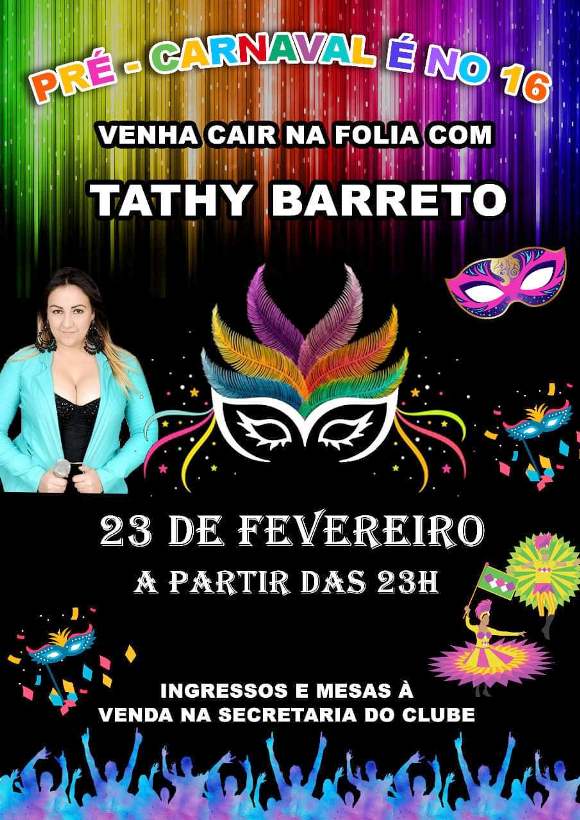 PRÉ - CARNAVAL É NO 16
VENHA CAIR NA FOLIA COM
TATHY BARRETO
23 DE FEVEREIRO
A PARTIR DAS 23H
INGRESSOS E MESAS À
VENDA NA SECRETARIA DO CLUBE